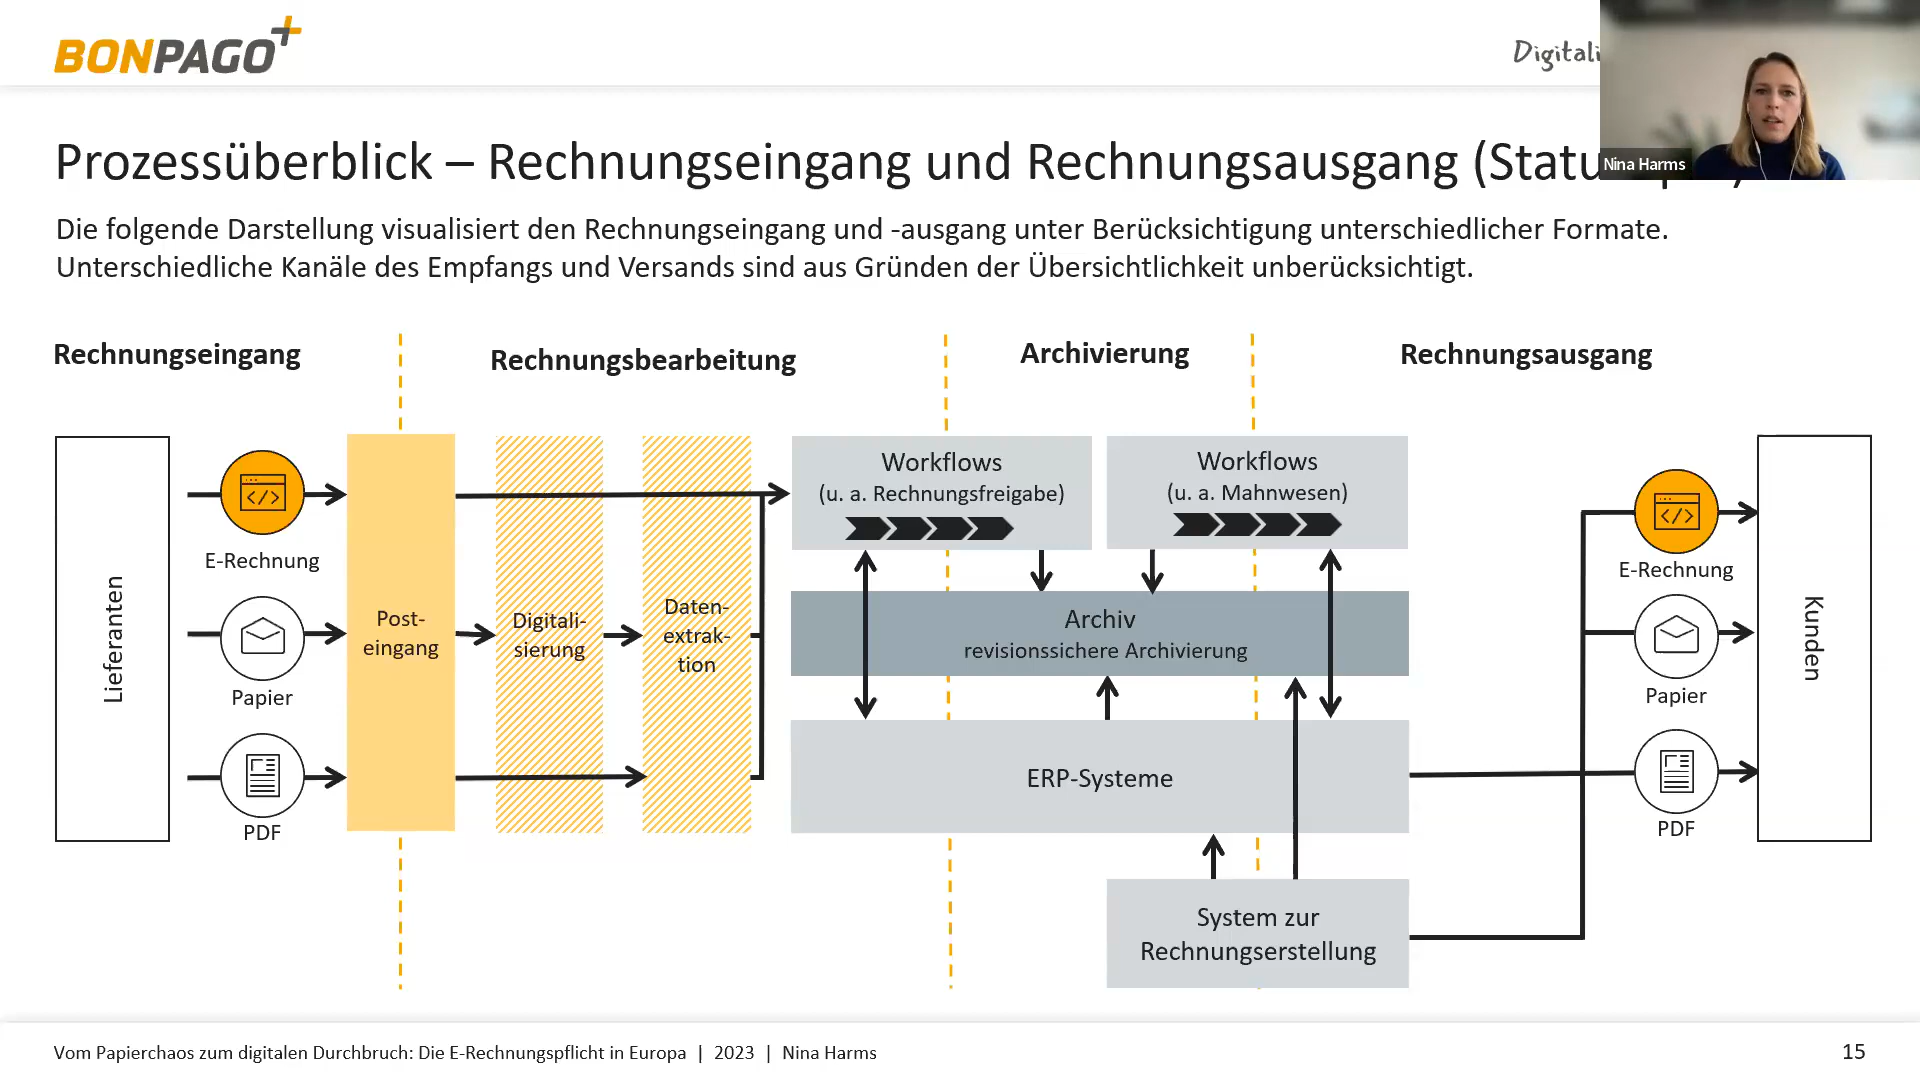 BONPAGO
Nina Harms
Prozessüberblick – Rechnungseingang und Rechnungsausgang
Die folgende Darstellung visualisiert den Rechnungseingang und -ausgang unter Berücksichtigung unterschiedlicher Formate.
Unterschiedliche Kanäle des Empfangs und Versands sind aus Gründen der Übersichtlichkeit unberücksichtigt.
Rechnungseingang
Rechnungsbearbeitung
Archivierung
Rechnungsausgang
Lieferanten
E-Rechnung
Papier
PDF
Post-
eingang
Digitali-
sierung
Daten-
extrak-
tion
Workflows
(u. a. Rechnungsfreigabe)
Workflows
(u. a. Mahnwesen)
Archiv
revisionssichere Archivierung
ERP-Systeme
System zur
Rechnungserstellung
E-Rechnung
Papier
PDF
Kunden
Vom Papierchaos zum digitalen Durchbruch: Die E-Rechnungspflicht in Europa | 2023 | Nina Harms
15